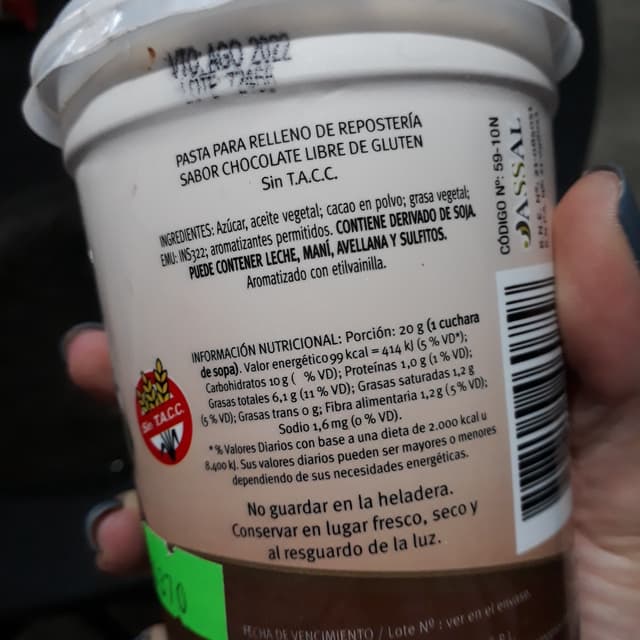 VTO: AGO 2022
LOTE 72456
PASTA PARA RELLENO DE REPOSTERÍA
SABOR CHOCOLATE LIBRE DE GLUTEN
Sin T.A.C.C.
INGREDIENTES: Azúcar, aceite vegetal; cacao en polvo; grasa vegetal;
EMU: INS322; aromatizantes permitidos. CONTIENE DERIVADO DE SOJA.
PUEDE CONTENER LECHE, MANÍ, AVELLANA Y SULFITOS.
Aromatizado con etilvainilla.
INFORMACIÓN NUTRICIONAL: Porción: 20 g (1 cuchara
de sopa). Valor energético 99 kcal = 414 kJ (5 % VD*);
Carbohidratos 10 g ( % VD); Proteínas 1,0 g (1 % VD);
Grasas totales 6,1 g (11 % VD); Grasas saturadas 1,2 g
(5 % VD); Grasas trans 0 g; Fibra alimentaria 1,2 g (5 % VD);
Sodio 1,6 mg (0 % VD).
* % Valores Diarios con base a una dieta de 2.000 kcal u
8.400 kJ. Sus valores diarios pueden ser mayores o menores
dependiendo de sus necesidades energéticas.
No guardar en la heladera.
Conservar en lugar fresco, seco y
al resguardo de la luz.
FECHA DE VENCIMIENTO / Lote Nº: ver en el envase
Sin T.A.C.C.
CÓDIGO Nº: 59-10N
JASSAL